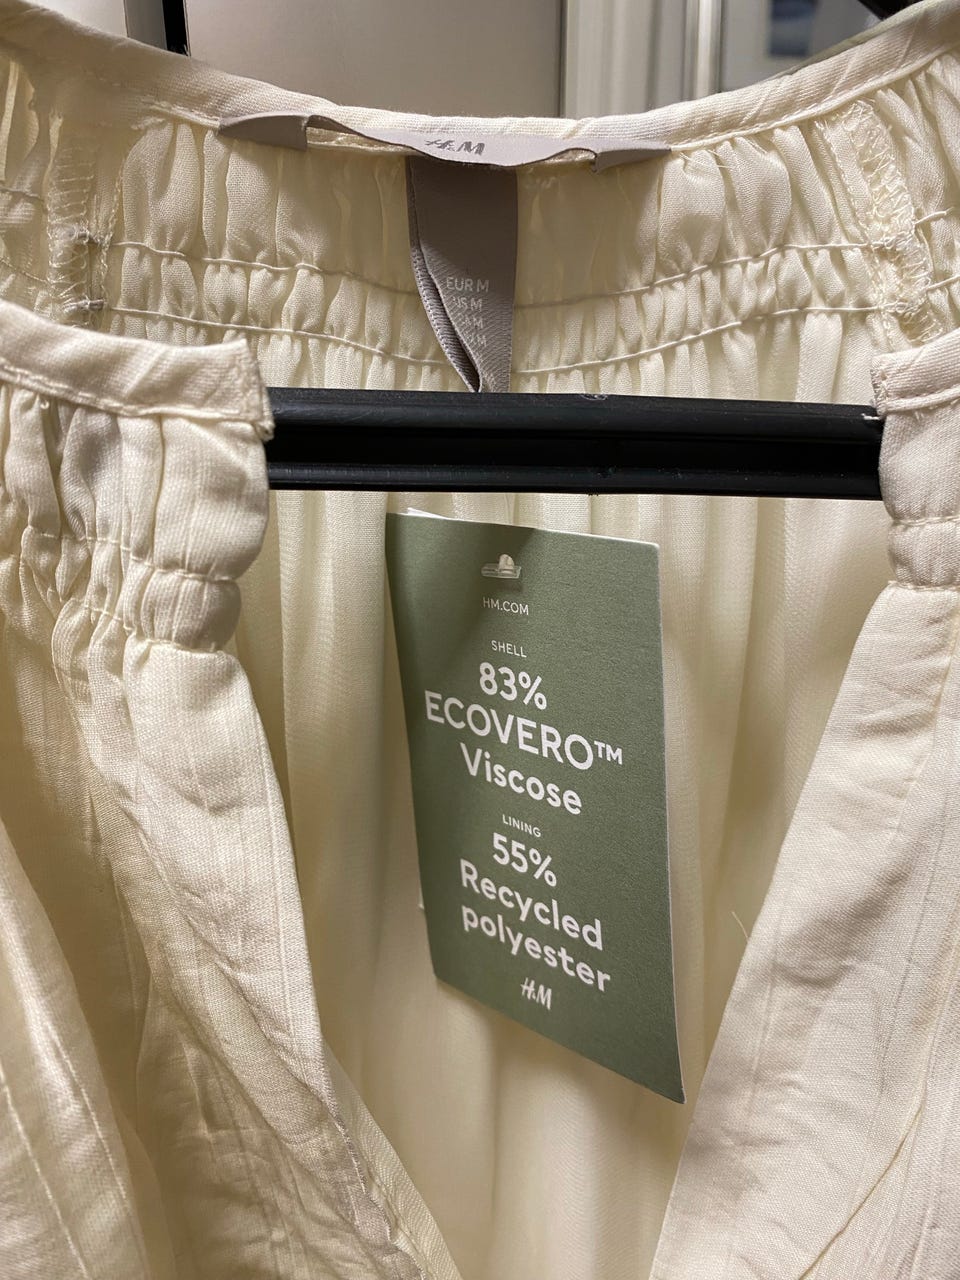 H&M
EUR M
US M
HM.COM
SHELL
83%
ECOVERO™
Viscose
LINING
55%
Recycled
polyester
H&M